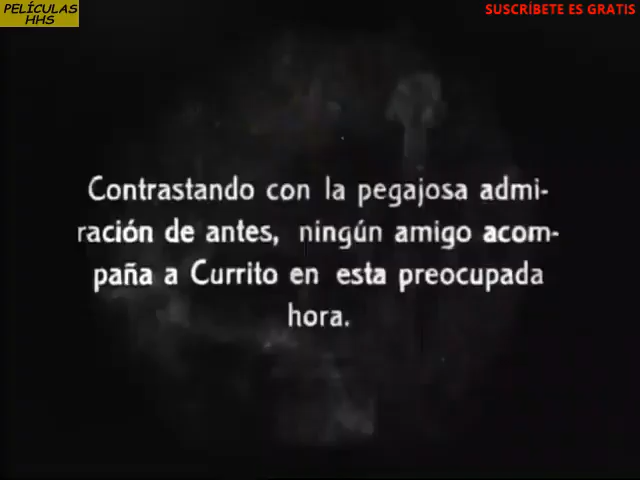 PELÍCULAS
HHS
SUSCRÍBETE ES GRATIS
Contrastando con la pegajosa admi-
ración de antes, ningún amigo acom-
paña a Currito en esta preocupada
hora.